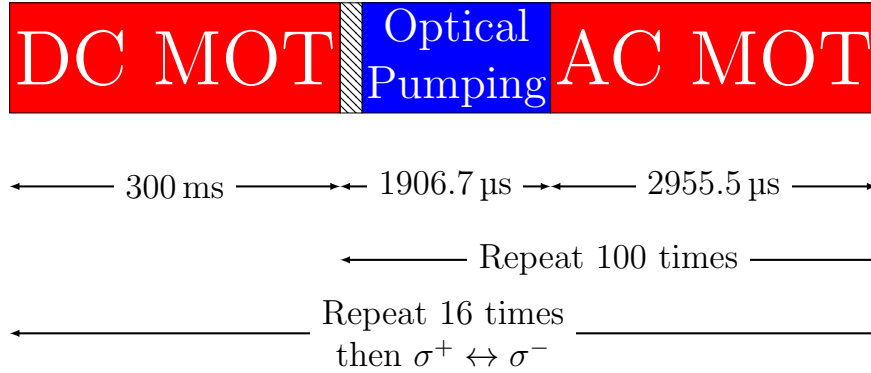 DC MOT
Optical
Pumping
AC MOT
300 ms
1906.7 µs
2955.5 µs
Repeat 100 times
Repeat 16 times
then σ⁺ ↔ σ⁻